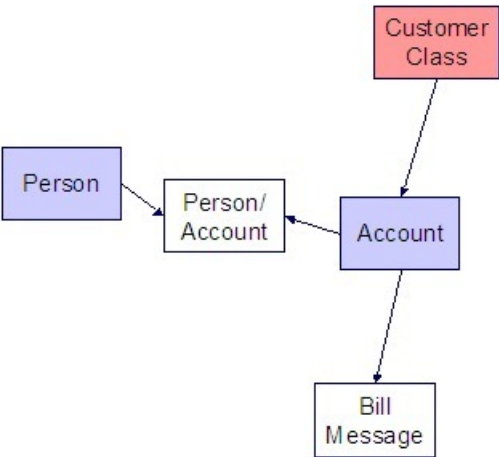 Customer
Class
Person
Person/
Account
Account
Bill
Message